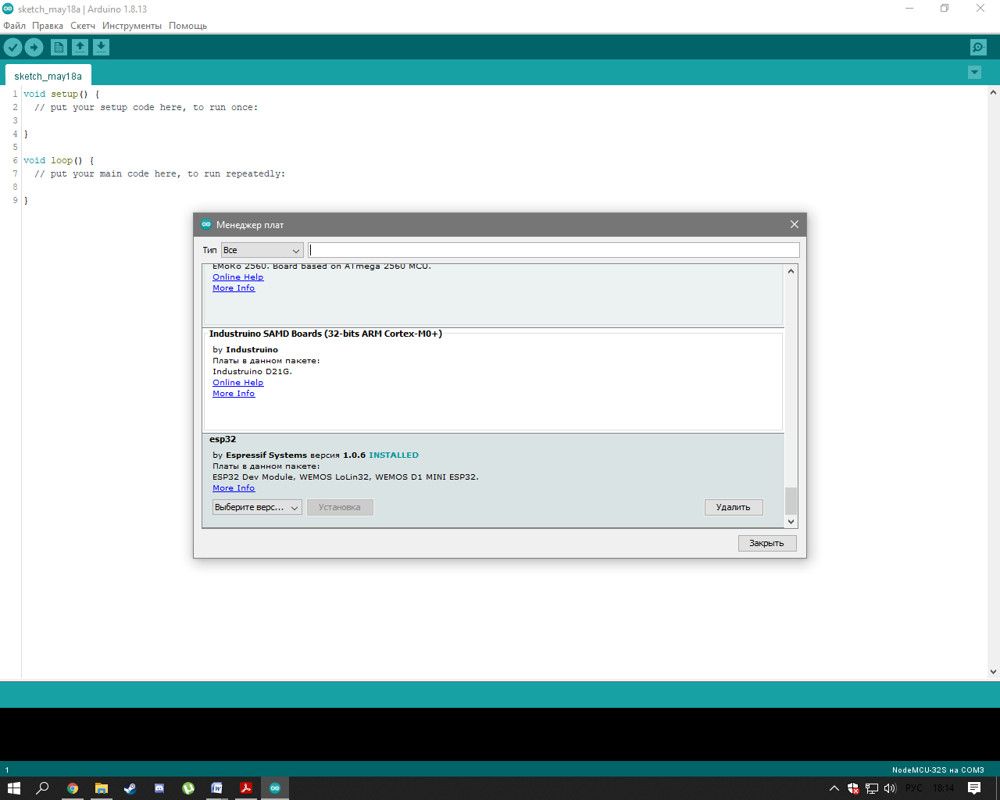 sketch_may18a | Arduino 1.8.13
Файл Правка Скетч Инструменты Помощь
sketch_may18a
1 void setup() {
2 // put your setup code here, to run once:
3
4 }
5
6 void loop() {
7 // put your main code here, to run repeatedly:
8
9 }
Менеджер плат
Тип Все
EMoRo 2560. Board based on ATmega 2560 MCU.
Online Help
More Info
Industruino SAMD Boards (32-bits ARM Cortex-M0+)
by Industruino
Платы в данном пакете:
Industruino D21G.
Online Help
More Info
esp32
by Espressif Systems версия 1.0.6 INSTALLED
Платы в данном пакете:
ESP32 Dev Module, WEMOS LoLin32, WEMOS D1 MINI ESP32.
More Info
Выберите верс... Установка Удалить
Закрыть
1 NodeMCU-32S на COM3
РУС 18:14